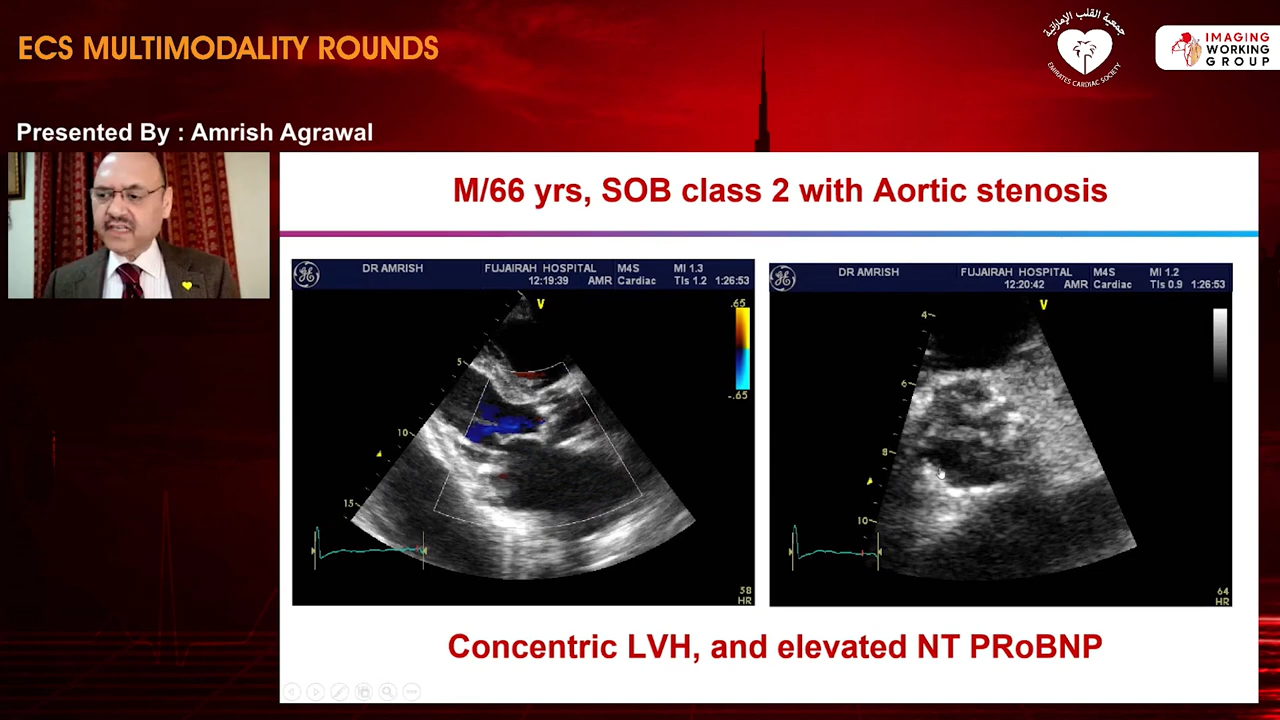 ECS MULTIMODALITY ROUNDS
جمعية القلب الإماراتية
EMIRATES CARDIAC SOCIETY
IMAGING
WORKING
GROUP
Presented By : Amrish Agrawal
M/66 yrs, SOB class 2 with Aortic stenosis
DR AMRISH FUJAIRAH HOSPITAL M4S MI 1.3
12:19:39 AMR Cardiac TIs 1.2 1:26:53
V
.65
5
-.65
10
15
58
HR
DR AMRISH FUJAIRAH HOSPITAL M4S MI 1.2
12:20:42 AMR Cardiac TIs 0.9 1:26:53
V
4
6
8
10
64
HR
Concentric LVH, and elevated NT PRoBNP